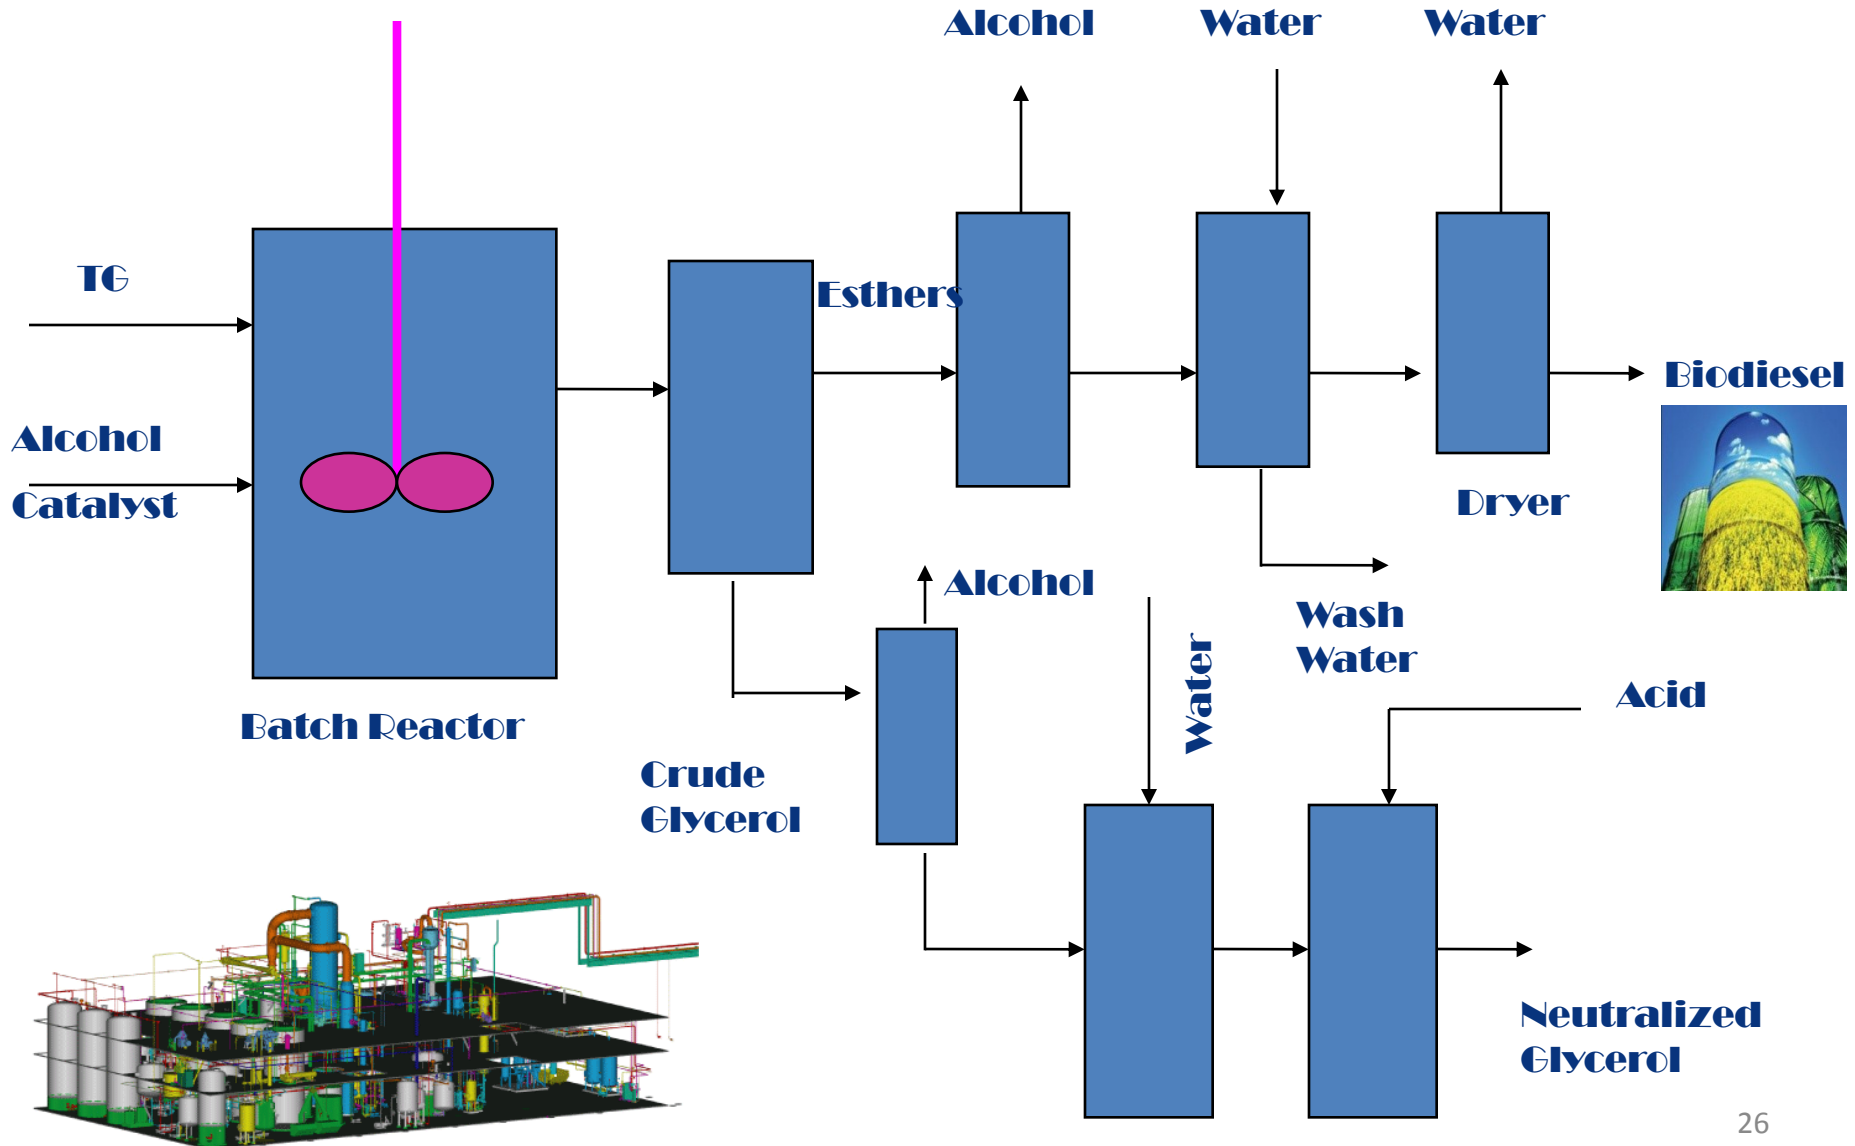 Alcohol
Water
Water
TG
Esthers
Biodiesel
Alcohol
Catalyst
Dryer
Alcohol
Wash
Water
Water
Acid
Batch Reactor
Crude
Glycerol
Neutralized
Glycerol
26